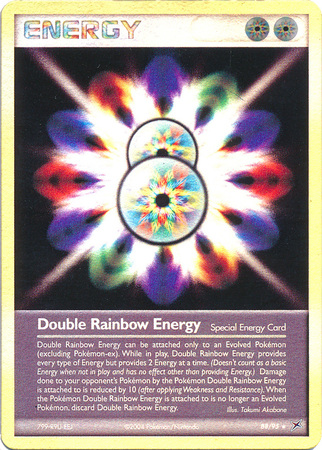 ENERGY
Double Rainbow Energy Special Energy Card
Double Rainbow Energy can be attached only to an Evolved Pokémon
(excluding Pokémon-ex). While in play, Double Rainbow Energy provides
every type of Energy but provides 2 Energy at a time. (Doesn't count as a basic
Energy when not in play and has no effect other than providing Energy.) Damage
done to your opponent's Pokémon by the Pokémon Double Rainbow Energy
is attached to is reduced by 10 (after applying Weakness and Resistance). When
the Pokémon Double Rainbow Energy is attached to is no longer an Evolved
Pokémon, discard Double Rainbow Energy.
Illus. Takumi Akabane
©2004 Pokémon/Nintendo
88/95